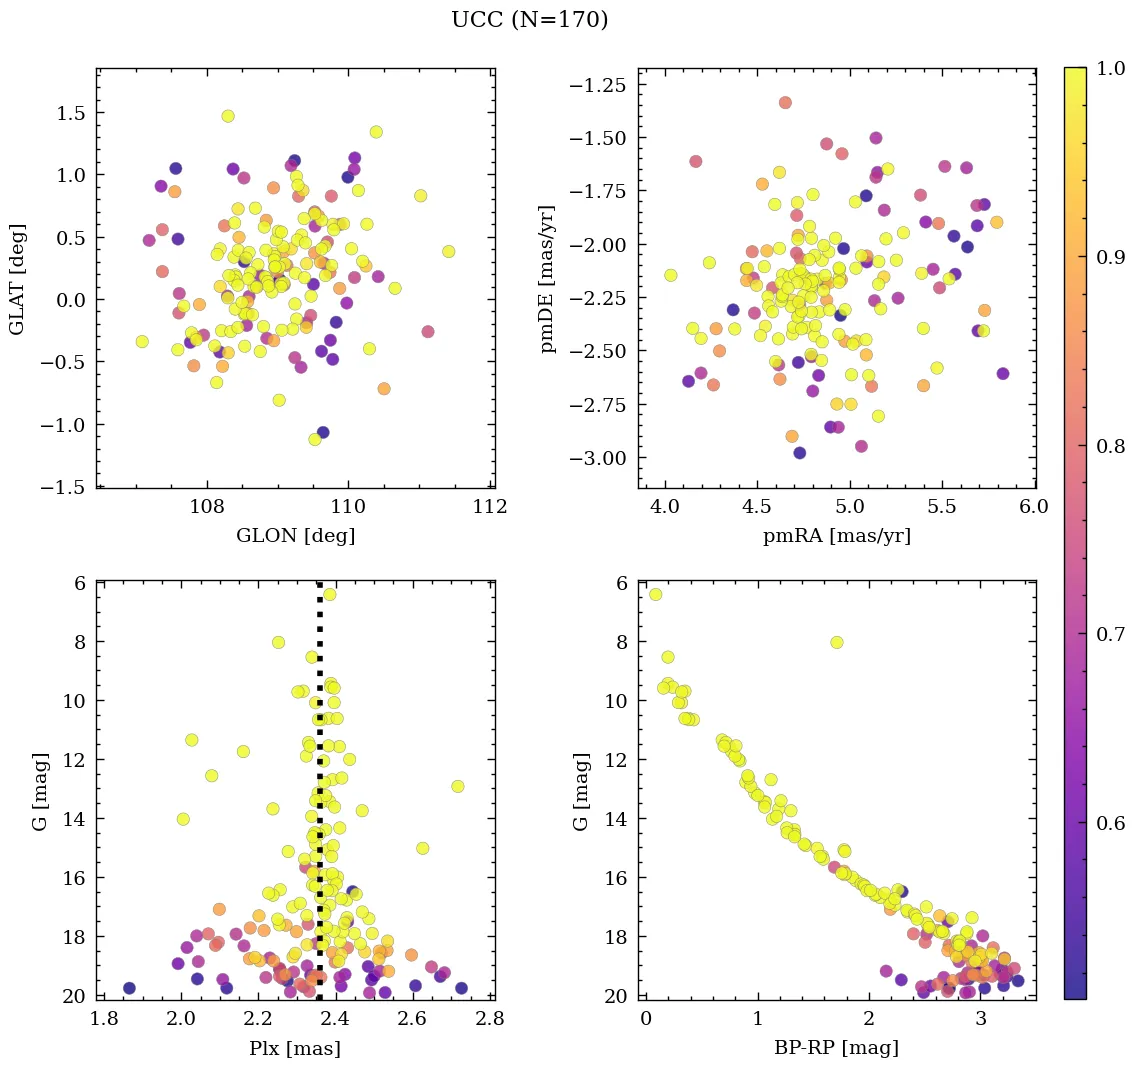 UCC (N=170)
1.5
1.0
0.5
0.0
−0.5
−1.0
−1.5
GLAT [deg]
108 110 112
GLON [deg]
−1.25
−1.50
−1.75
−2.00
−2.25
−2.50
−2.75
−3.00
pmDE [mas/yr]
4.0 4.5 5.0 5.5 6.0
pmRA [mas/yr]
1.0
0.9
0.8
0.7
0.6
6
8
10
12
14
16
18
20
G [mag]
1.8 2.0 2.2 2.4 2.6 2.8
Plx [mas]
6
8
10
12
14
16
18
20
G [mag]
0 1 2 3
BP-RP [mag]